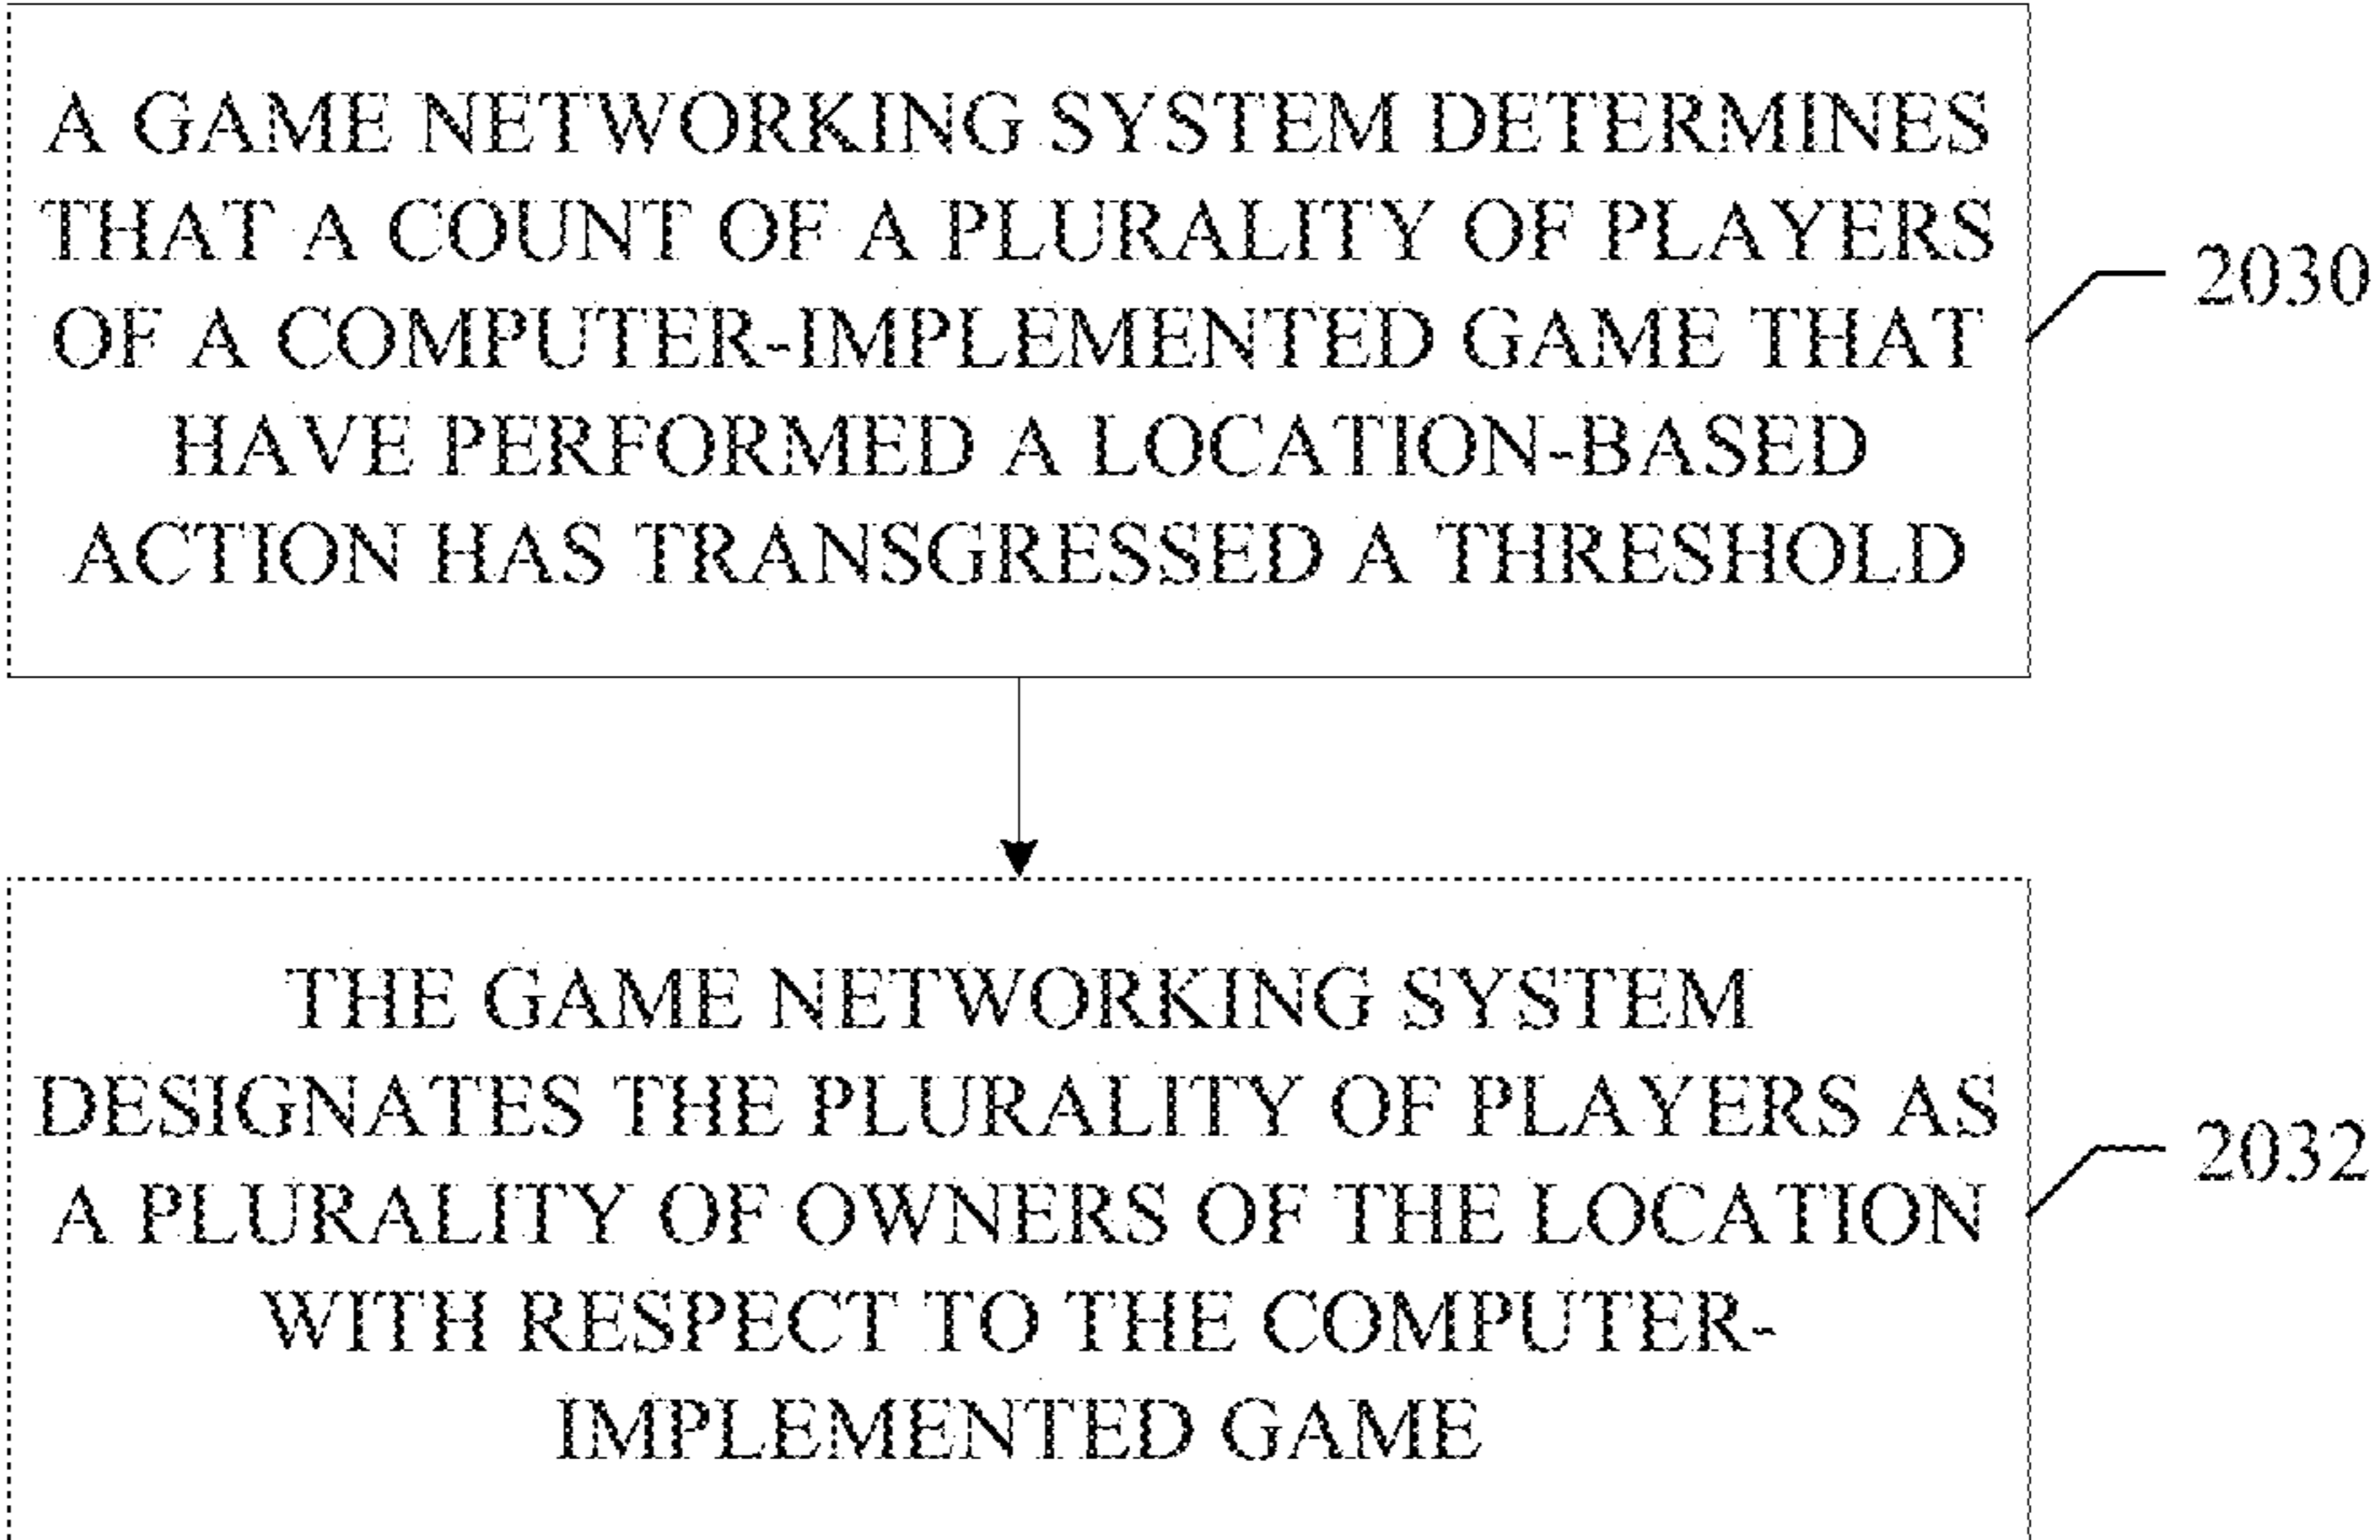 A GAME NETWORKING SYSTEM DETERMINES
THAT A COUNT OF A PLURALITY OF PLAYERS
OF A COMPUTER-IMPLEMENTED GAME THAT
HAVE PERFORMED A LOCATION-BASED
ACTION HAS TRANSGRESSED A THRESHOLD
2030
THE GAME NETWORKING SYSTEM
DESIGNATES THE PLURALITY OF PLAYERS AS
A PLURALITY OF OWNERS OF THE LOCATION
WITH RESPECT TO THE COMPUTER-
IMPLEMENTED GAME
2032